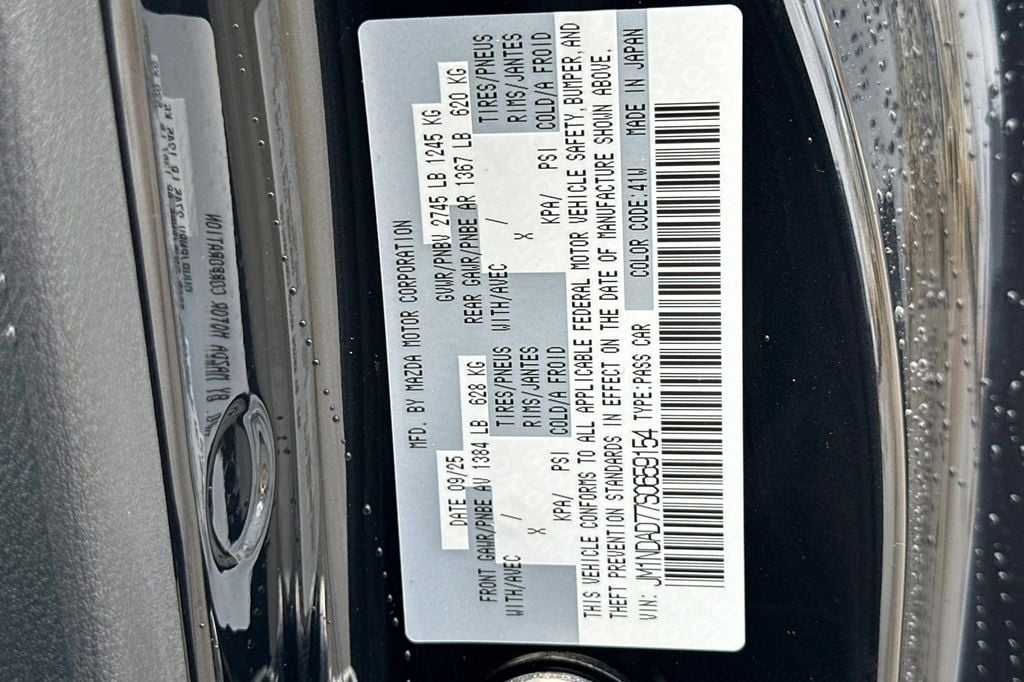 MFD. BY MAZDA MOTOR CORPORATION
DATE 09/25 GVWR/PNBV 2745 LB 1245 KG
FRONT GAWR/PNBE AV 1384 LB 628 KG REAR GAWR/PNBE AR 1367 LB 620 KG
WITH/AVEC / TIRES/PNEUS WITH/AVEC / TIRES/PNEUS
X RIMS/JANTES X RIMS/JANTES
KPA/ PSI COLD/A FROID KPA/ PSI COLD/A FROID
THIS VEHICLE CONFORMS TO ALL APPLICABLE FEDERAL MOTOR VEHICLE SAFETY, BUMPER, AND
THEFT PREVENTION STANDARDS IN EFFECT ON THE DATE OF MANUFACTURE SHOWN ABOVE.
VIN: JM1NDAD77S0659154 TYPE:PASS CAR COLOR CODE:41W MADE IN JAPAN